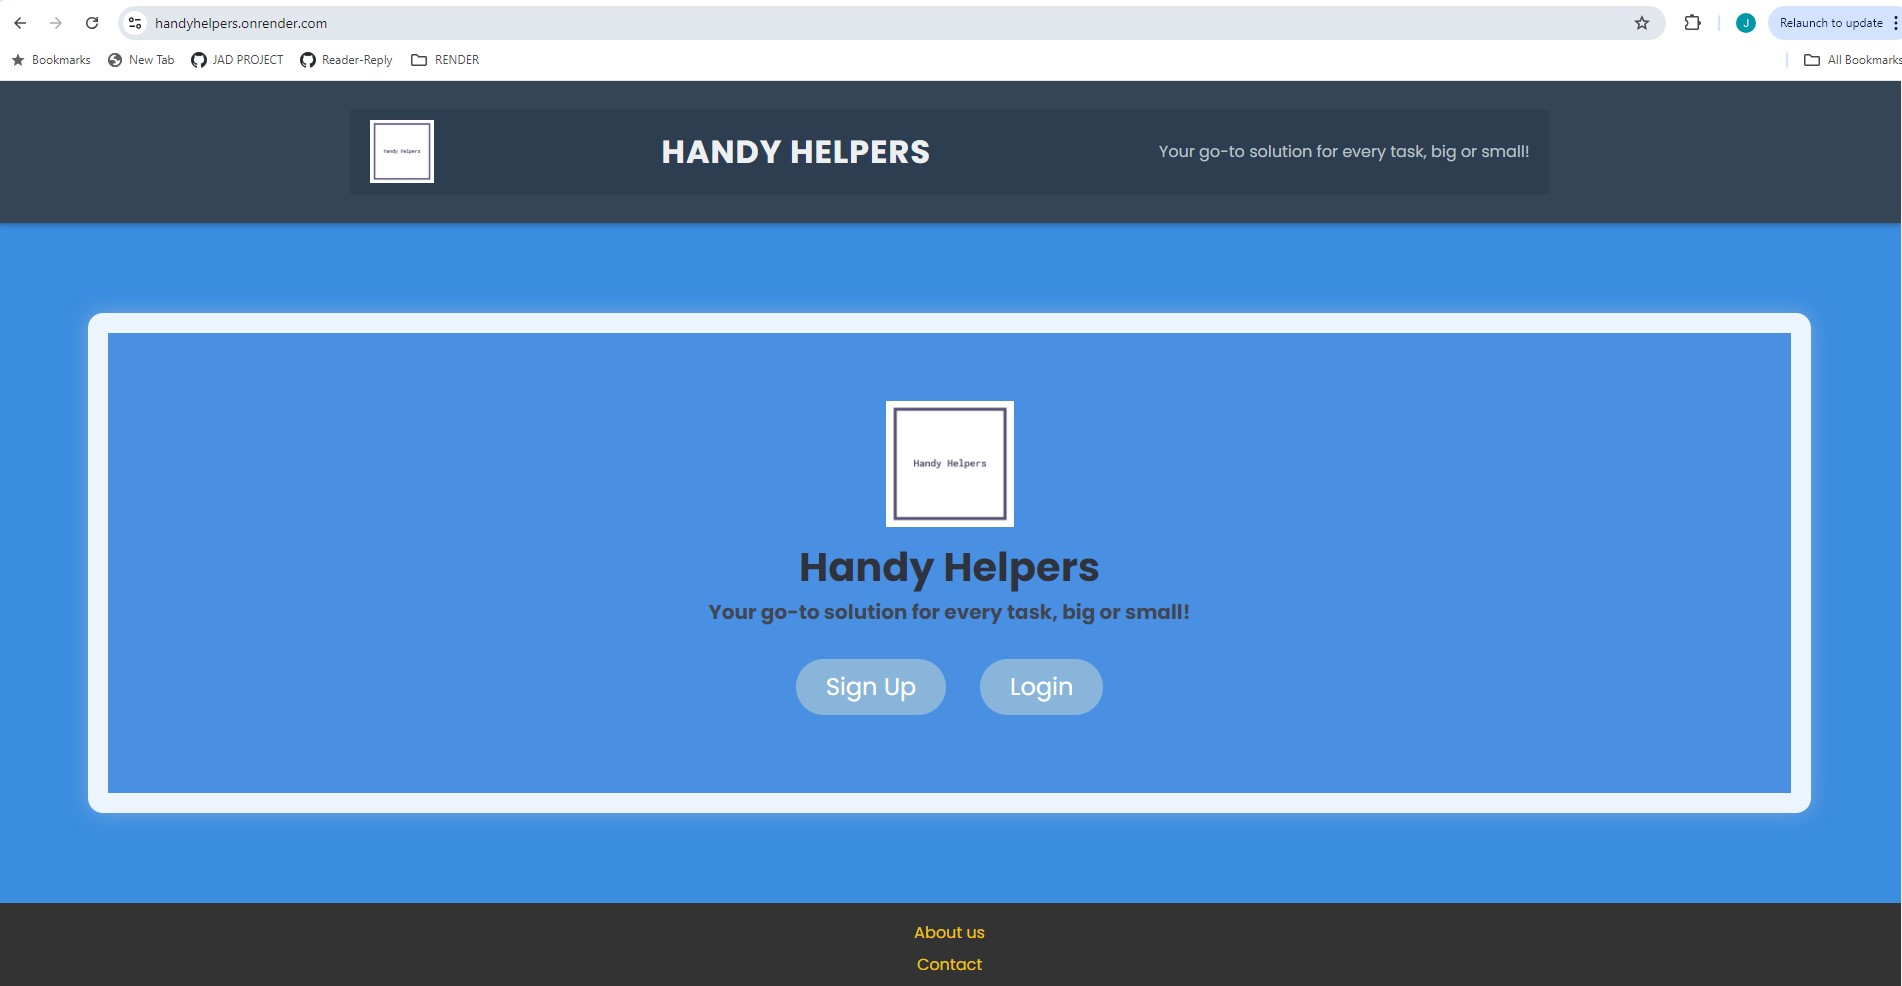 handyhelpers.onrender.com
J
Relaunch to update
Bookmarks
New Tab
JAD PROJECT
Reader-Reply
RENDER
All Bookmarks
Handy Helpers
HANDY HELPERS
Your go-to solution for every task, big or small!
Handy Helpers
Handy Helpers
Your go-to solution for every task, big or small!
Sign Up
Login
About us
Contact